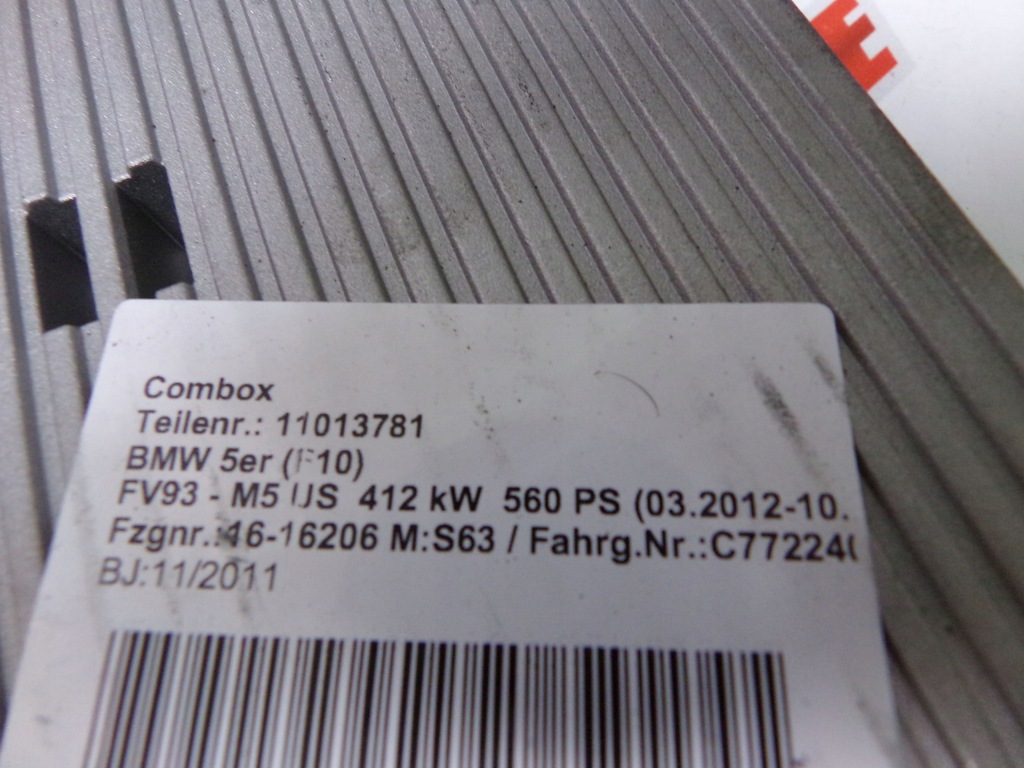 Combox
Teilenr.: 11013781
BMW 5er (F10)
FV93 - M5 US 412 kW 560 PS (03.2012-10.
Fzgnr.:16-16206 M:S63 / Fahrg.Nr.:C77224
BJ:11/2011